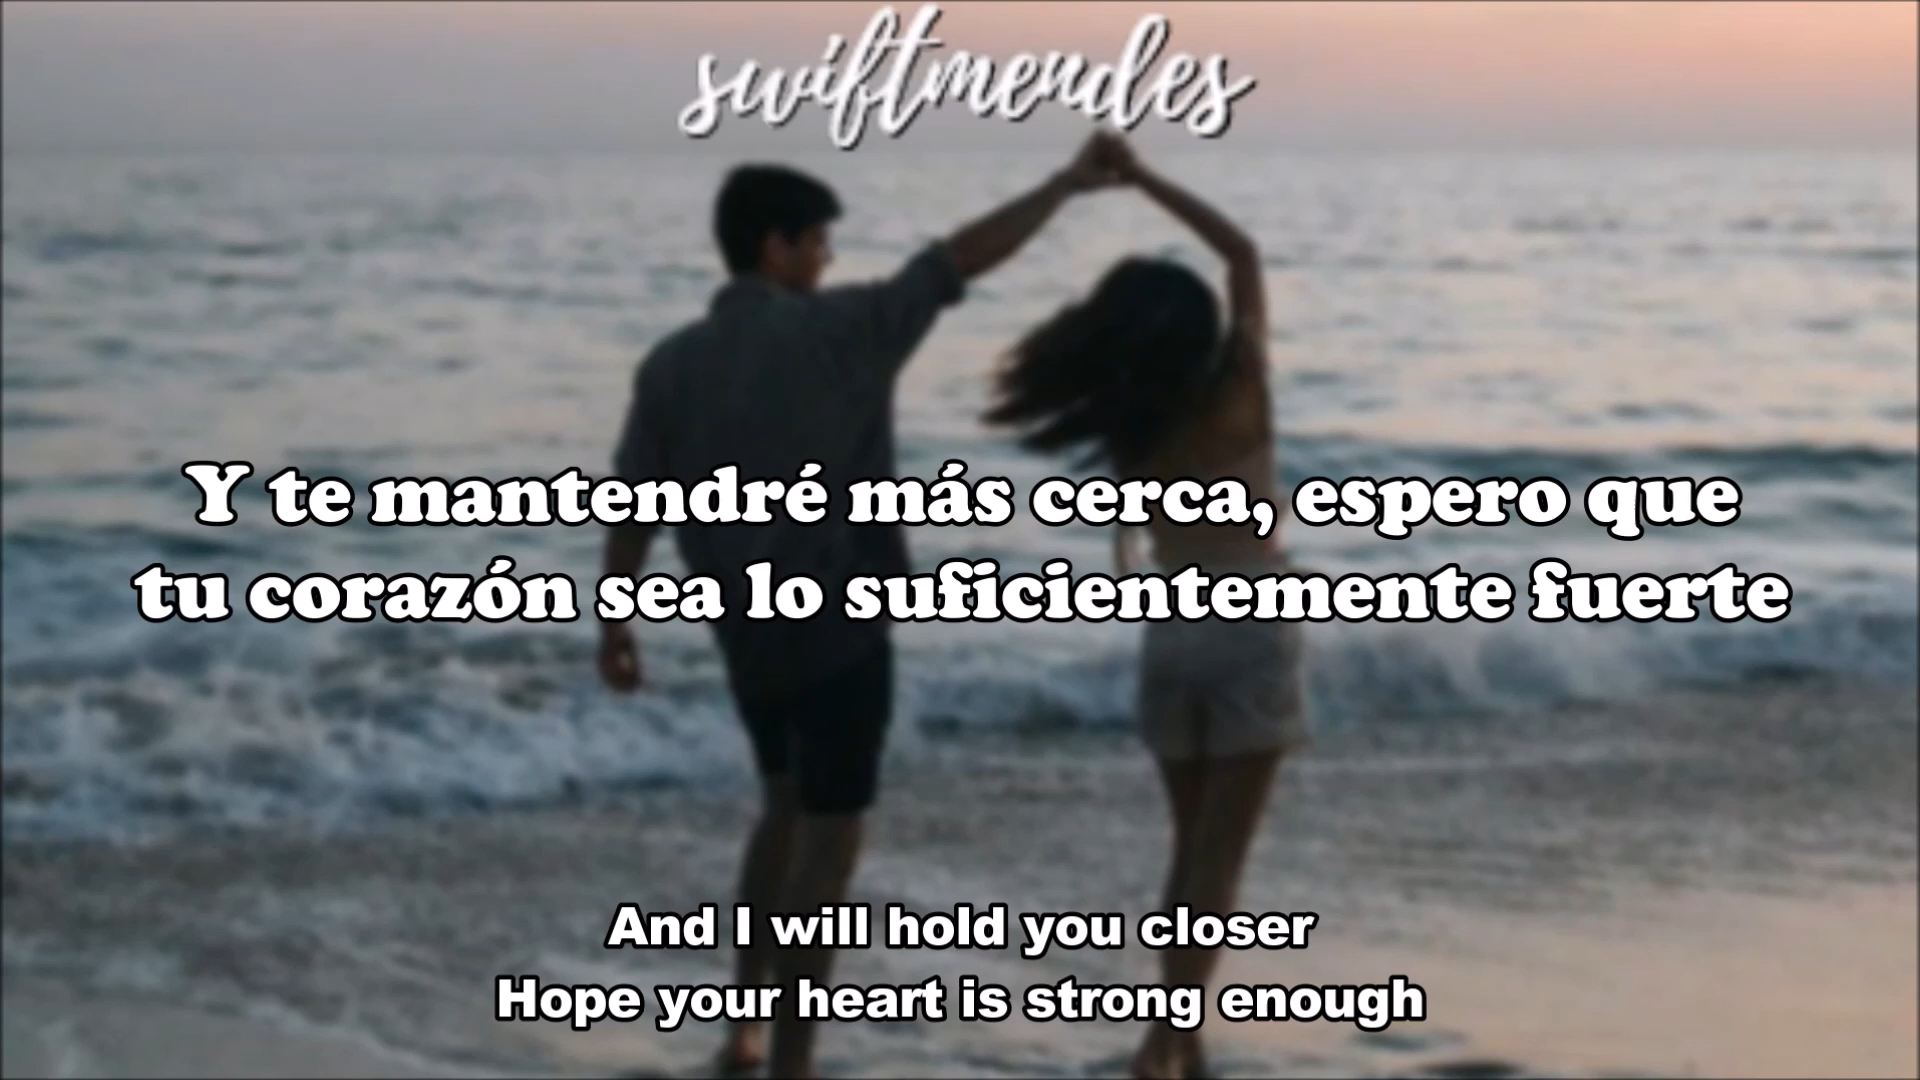 swiftmendes
Y te mantendré más cerca, espero que
tu corazón sea lo suficientemente fuerte
And I will hold you closer
Hope your heart is strong enough